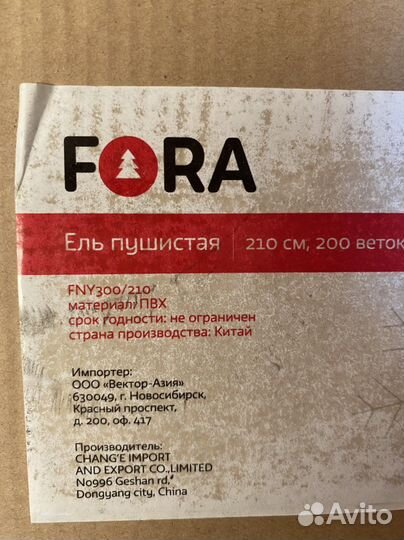 FORA
Ель пушистая | 210 см, 200 веток
FNY300/210
материал/ПВХ
срок годности: не ограничен
страна производства: Китай
Импортер:
ООО «Вектор-Азия»
630049, г. Новосибирск,
Красный проспект,
д. 200, оф. 417
Производитель:
CHANG'E IMPORT
AND EXPORT CO.,LIMITED
No996 Geshan rd,
Dongyang city, China
Avito